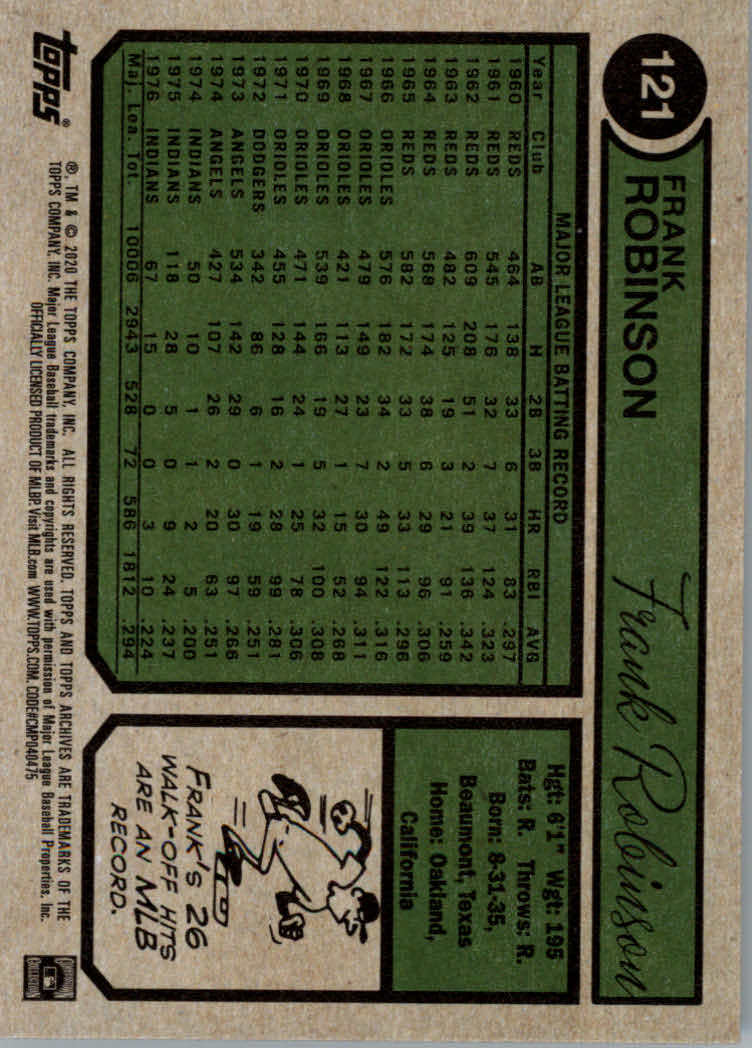 121
FRANK
ROBINSON
Frank Robinson
MAJOR LEAGUE BATTING RECORD
Year Club AB H 2B 3B HR RBI AVG
1960 REDS 464 138 33 6 31 83 .297
1961 REDS 545 176 32 7 37 124 .323
1962 REDS 609 208 51 2 39 136 .342
1963 REDS 482 125 19 3 21 91 .259
1964 REDS 568 174 38 6 29 96 .306
1965 REDS 582 172 33 5 33 113 .296
1966 ORIOLES 576 182 34 2 49 122 .316
1967 ORIOLES 479 149 23 7 30 94 .311
1968 ORIOLES 421 113 27 1 15 52 .268
1969 ORIOLES 539 166 19 5 32 100 .308
1970 ORIOLES 471 144 24 1 25 78 .306
1971 ORIOLES 455 128 16 2 28 99 .281
1972 DODGERS 342 86 6 1 19 59 .251
1973 ANGELS 534 142 29 0 30 97 .266
1974 ANGELS 427 107 26 2 20 63 .251
1974 INDIANS 50 10 1 1 2 5 .200
1975 INDIANS 118 28 5 0 9 24 .237
1976 INDIANS 67 15 0 0 3 10 .224
Maj. Lea. Tot. 10006 2943 528 72 586 1812 .294
Hgt: 6'1" Wgt: 195
Bats: R. Throws: R.
Born: 8-31-35,
Beaumont, Texas
Home: Oakland,
California
FRANK'S 26
WALK-OFF HITS
ARE AN MLB
RECORD.
topps®
®, TM & © 2020 THE TOPPS COMPANY, INC. ALL RIGHTS RESERVED. TOPPS AND TOPPS ARCHIVES ARE TRADEMARKS OF THE
TOPPS COMPANY, INC. Major League Baseball trademarks and copyrights are used with permission of Major League Baseball Properties, Inc.
OFFICIALLY LICENSED PRODUCT OF MLBP. Visit MLB.com WWW.TOPPS.COM. CODE#CMP040475
COOPERSTOWN
COLLECTION